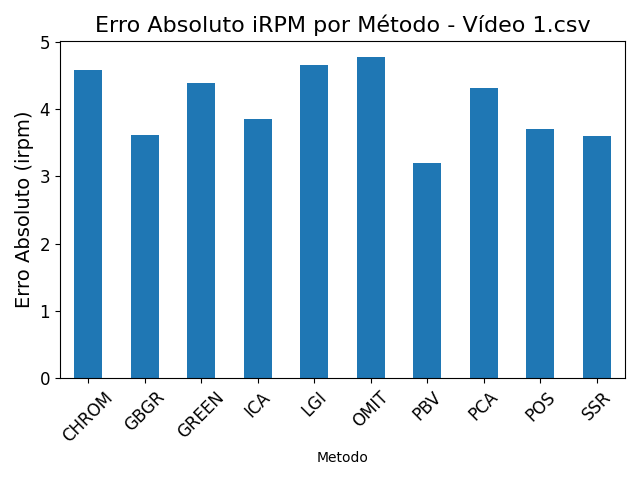 Erro Absoluto iRPM por Método - Vídeo 1.csv
Erro Absoluto (irpm)
5
4
3
2
1
0
CHROM
GBGR
GREEN
ICA
LGI
OMIT
PBV
PCA
POS
SSR
Metodo